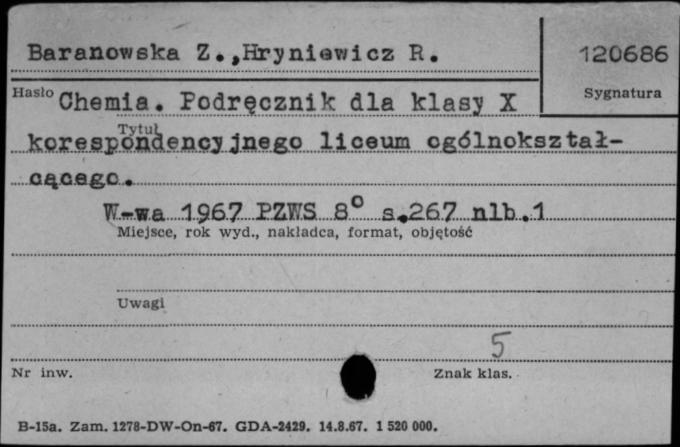 Baranowska Z.,Hryniewicz R.
120686
Hasło
Sygnatura
Chemia. Podręcznik dla klasy X
Tytuł
korespondencyjnego liceum ogólnokształ-
cącego.
W-wa 1967 PZWS 8° s.267 nlb.1
Miejsce, rok wyd., nakładca, format, objętość
Uwagi
5
Nr inw.
Znak klas.
B-15a. Zam. 1278-DW-On-67. GDA-2429. 14.8.67. 1 520 000.